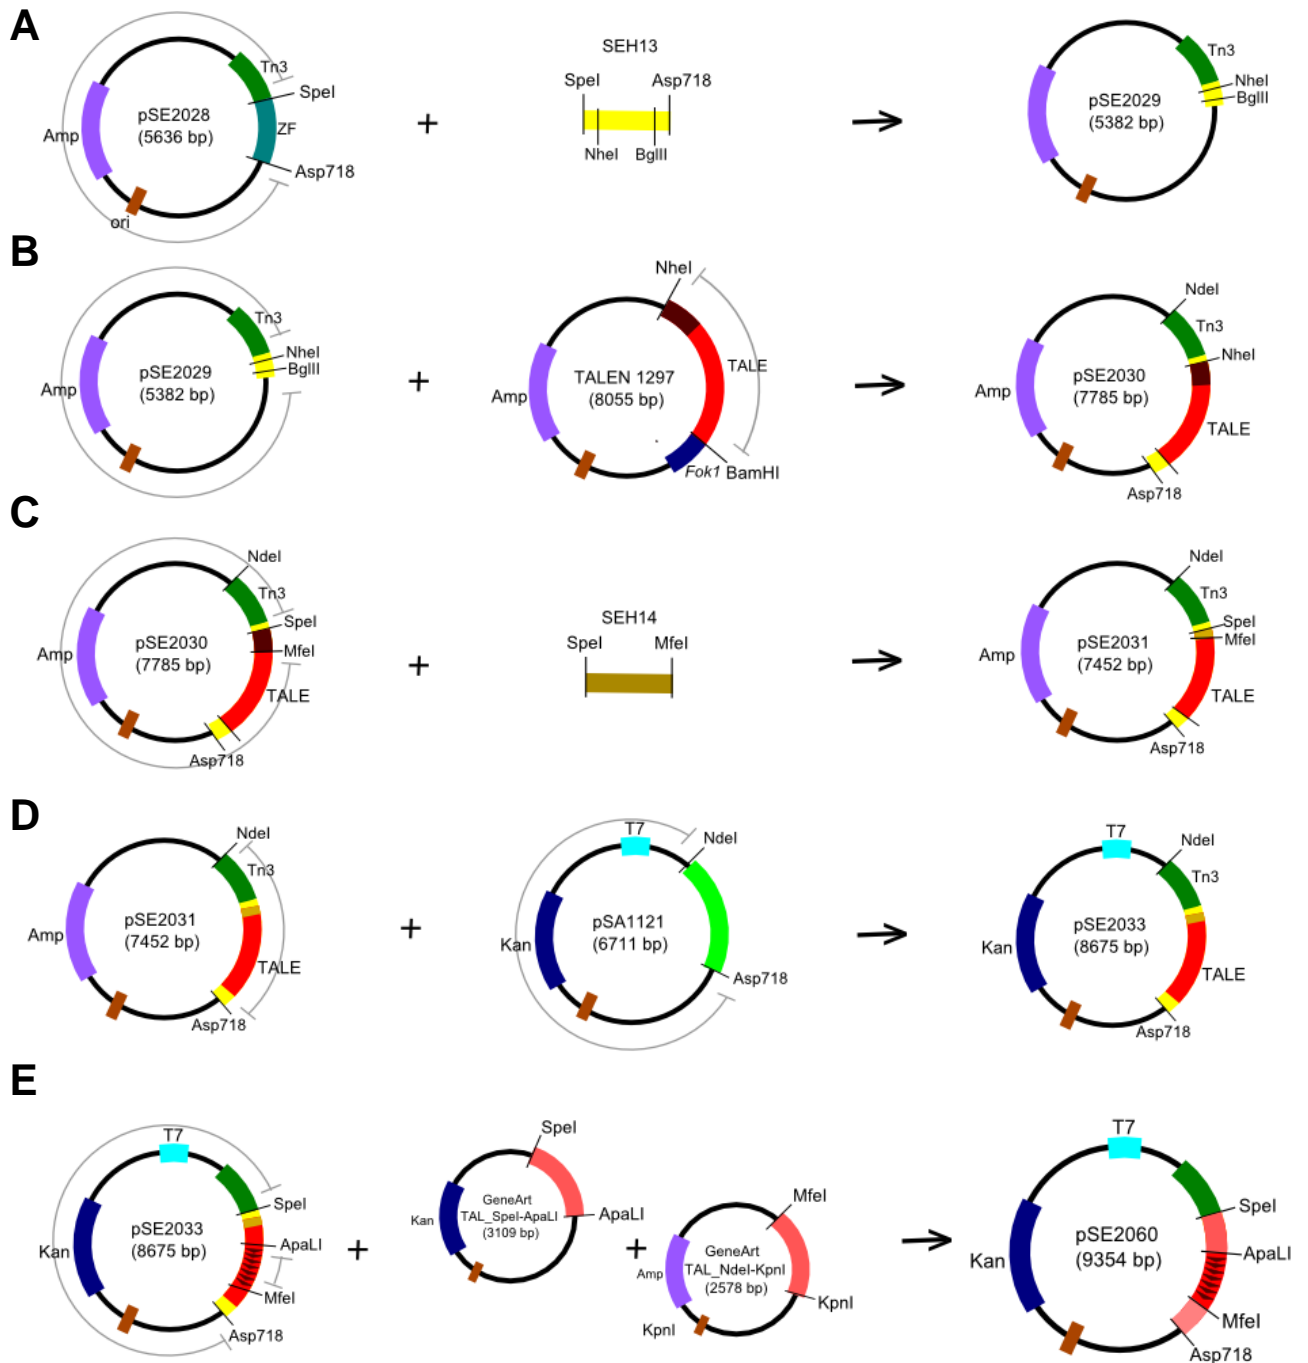 A
Tn3
SpeI
ZF
Asp718
Amp
ori
pSE2028
(5636 bp)
+
SEH13
SpeI
Asp718
NheI
BglII
Tn3
NheI
BglII
pSE2029
(5382 bp)
B
Tn3
NheI
BglII
Amp
pSE2029
(5382 bp)
+
NheI
TALE
TALEN 1297
(8055 bp)
Amp
Fok1
BamHI
NdeI
Tn3
NheI
pSE2030
(7785 bp)
Amp
TALE
Asp718
C
NdeI
Tn3
SpeI
MfeI
pSE2030
(7785 bp)
Amp
TALE
Asp718
+
SEH14
SpeI
MfeI
NdeI
Tn3
SpeI
MfeI
pSE2031
(7452 bp)
Amp
TALE
Asp718
D
NdeI
Tn3
pSE2031
(7452 bp)
Amp
TALE
Asp718
+
T7
NdeI
pSA1121
(6711 bp)
Kan
Asp718
T7
NdeI
Tn3
pSE2033
(8675 bp)
Kan
TALE
Asp718
E
T7
SpeI
pSE2033
(8675 bp)
ApaLI
Kan
MfeI
Asp718
+
SpeI
GeneArt
TAL_SpeI-ApaLI
(3109 bp)
Kan
ApaLI
+
MfeI
GeneArt
TAL_NdeI-KpnI
(2578 bp)
Amp
KpnI
KpnI
T7
SpeI
pSE2060
(9354 bp)
ApaLI
Kan
MfeI
Asp718